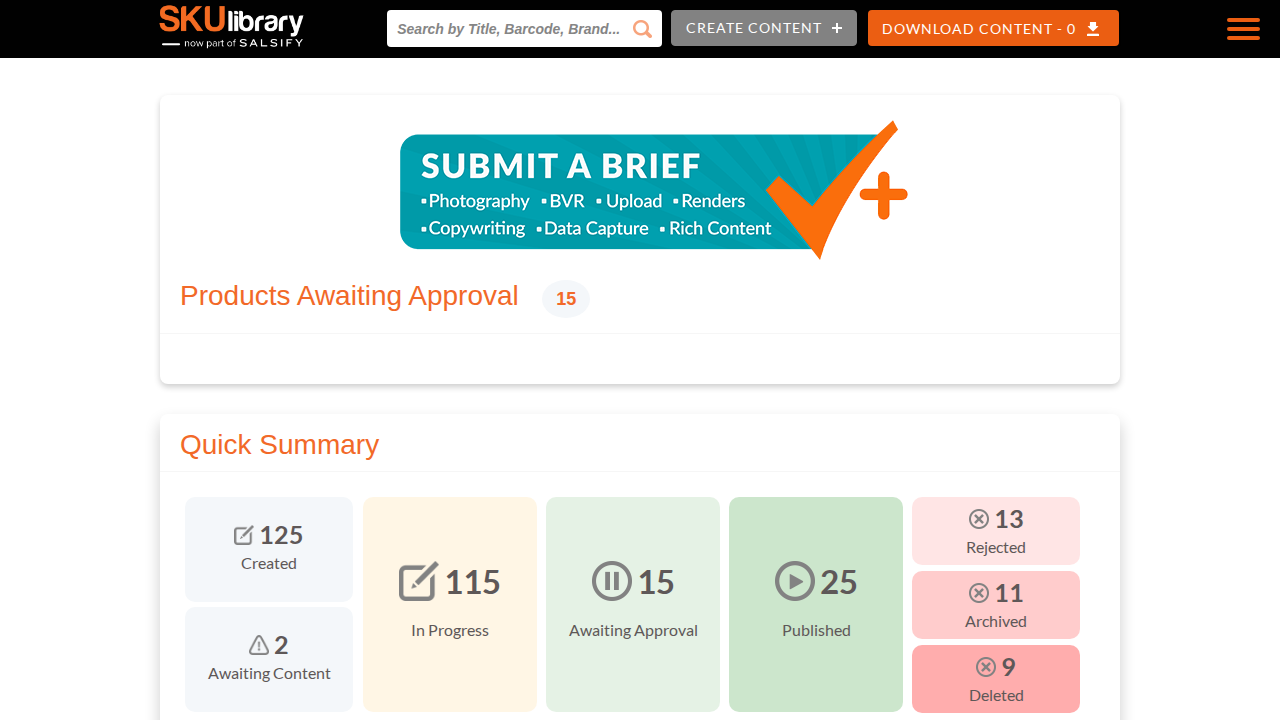 SKUlibrary
now part of SALSIFY
Search by Title, Barcode, Brand...
CREATE CONTENT +
DOWNLOAD CONTENT - 0
SUBMIT A BRIEF
▪Photography ▪BVR ▪Upload ▪Renders
▪Copywriting ▪Data Capture ▪Rich Content
Products Awaiting Approval 15
Quick Summary
125
Created
2
Awaiting Content
115
In Progress
15
Awaiting Approval
25
Published
13
Rejected
11
Archived
9
Deleted